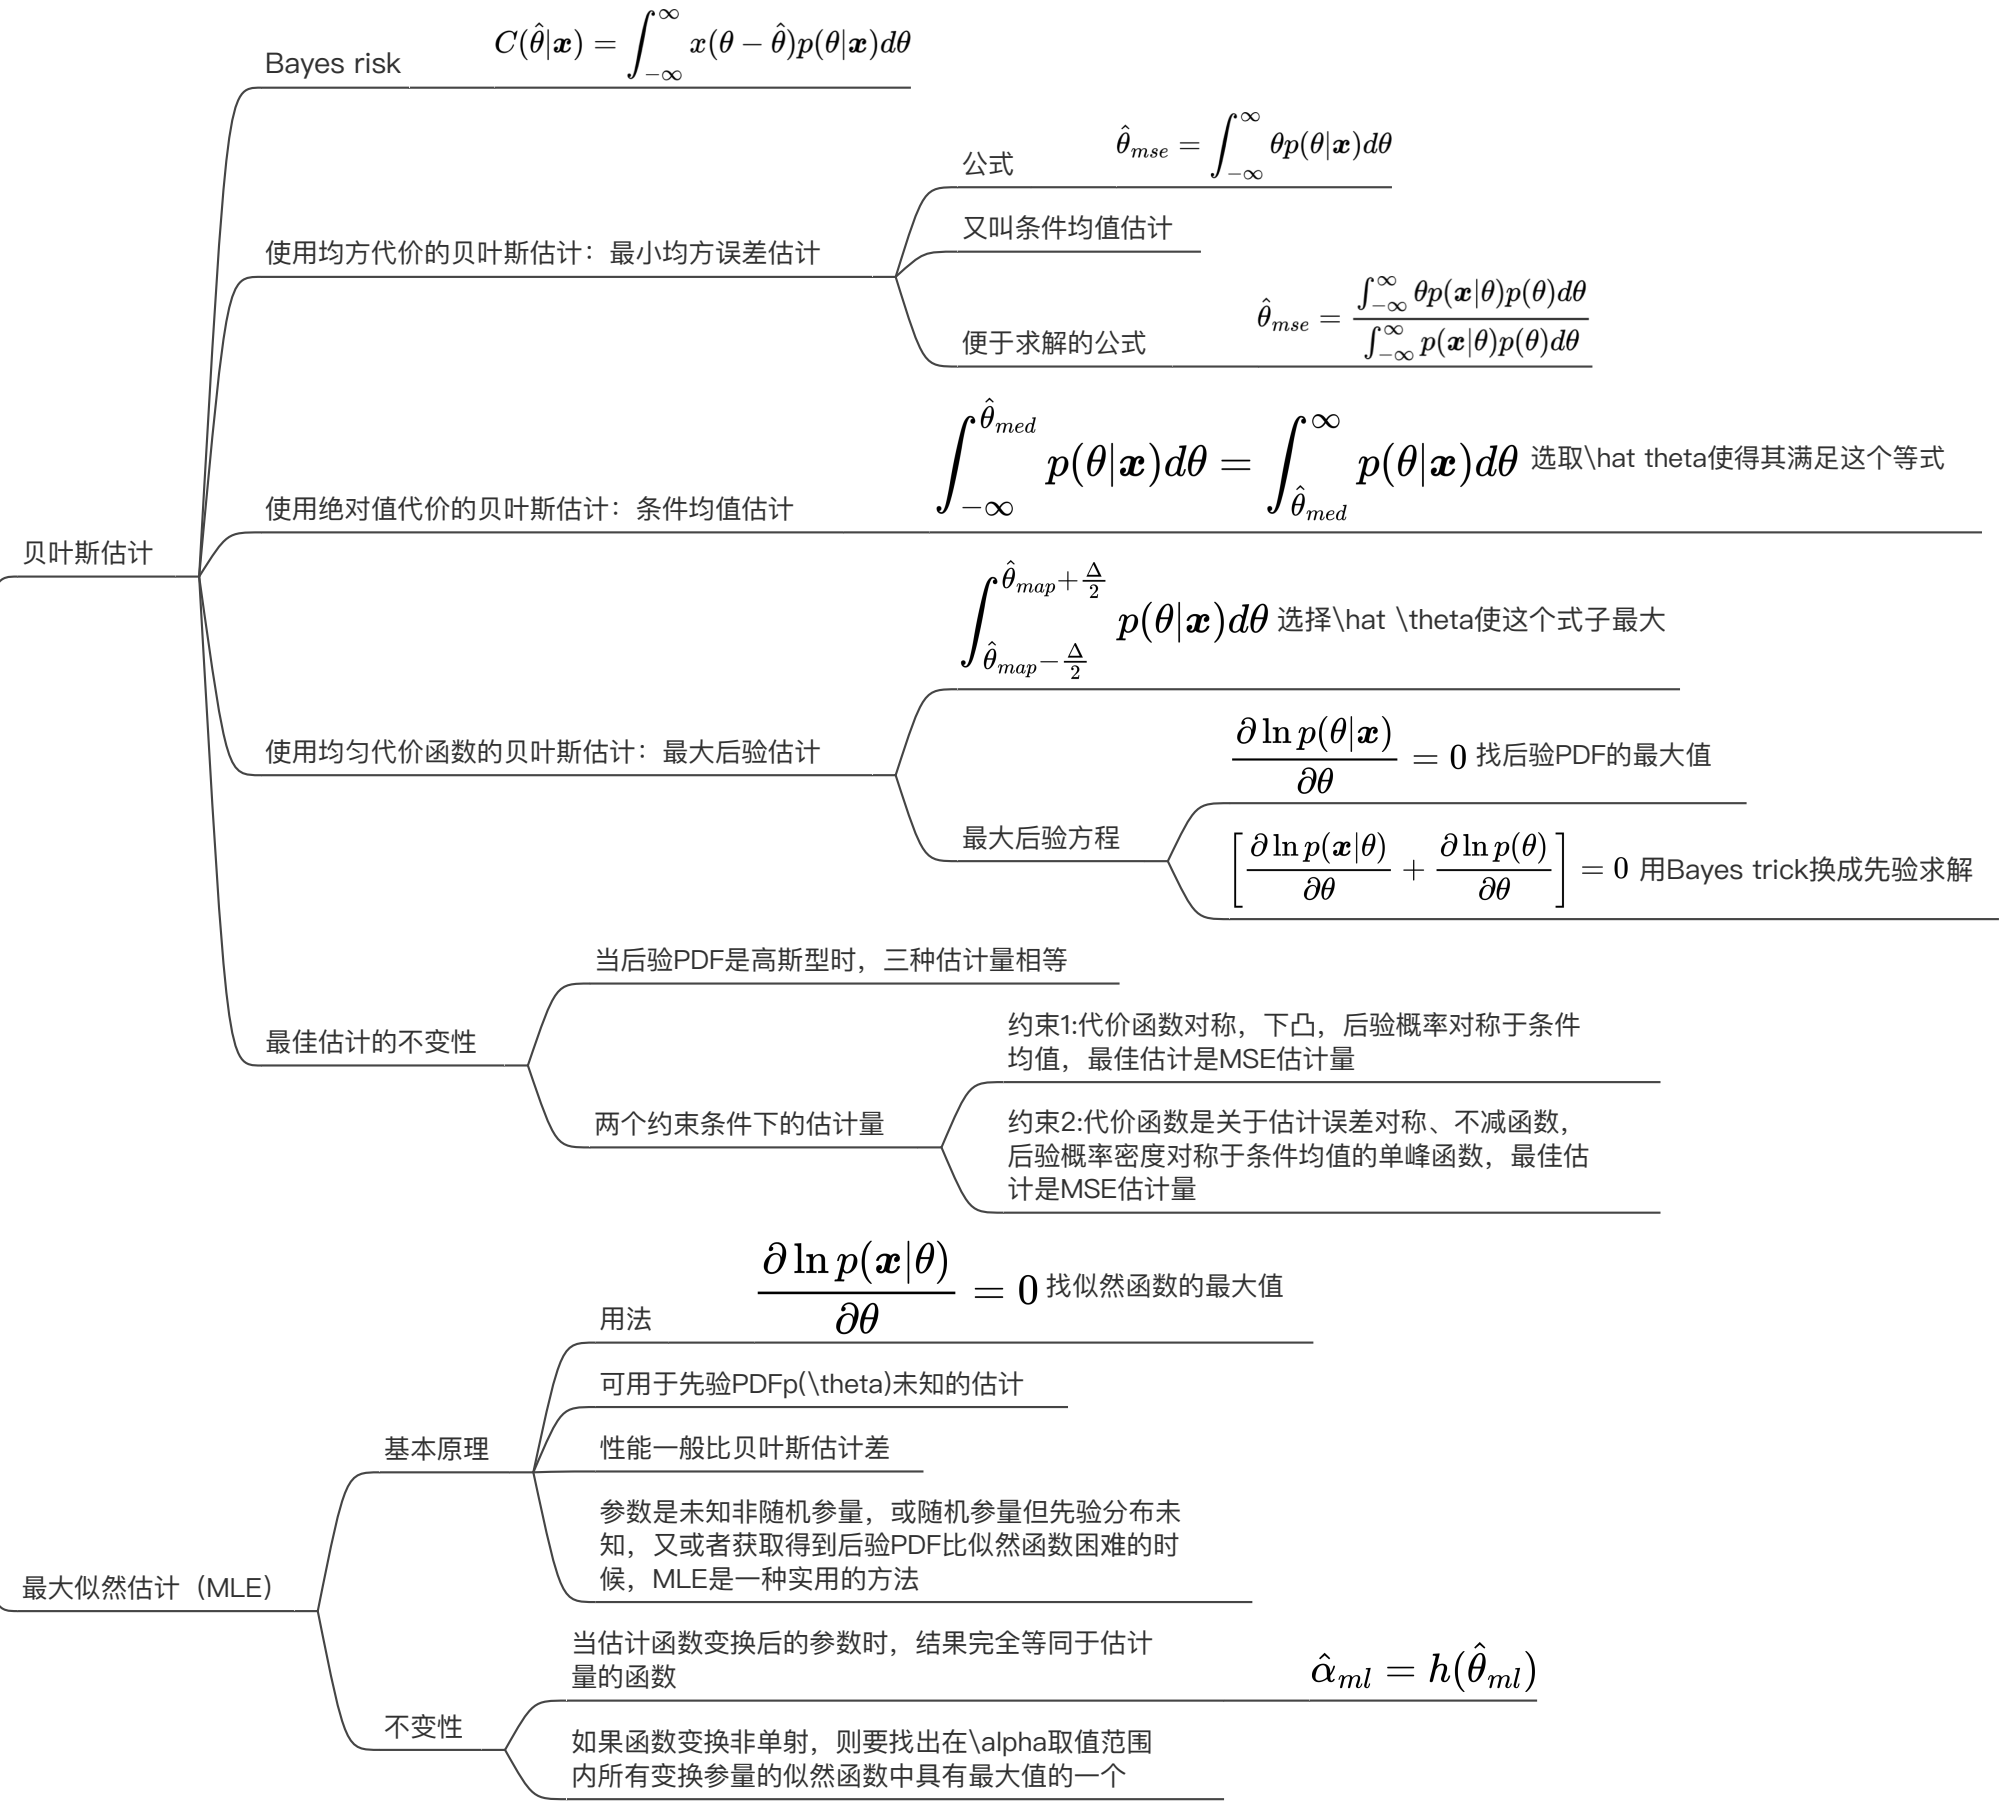 Bayes risk
$C(\hat{\theta}|\boldsymbol{x}) = \int_{-\infty}^{\infty} x(\theta - \hat{\theta})p(\theta|\boldsymbol{x})d\theta$
公式
$\hat{\theta}_{mse} = \int_{-\infty}^{\infty} \theta p(\theta|\boldsymbol{x})d\theta$
又叫条件均值估计
使用均方代价的贝叶斯估计：最小均方误差估计
便于求解的公式
$\hat{\theta}_{mse} = \frac{\int_{-\infty}^{\infty} \theta p(\boldsymbol{x}|\theta)p(\theta)d\theta}{\int_{-\infty}^{\infty} p(\boldsymbol{x}|\theta)p(\theta)d\theta}$
使用绝对值代价的贝叶斯估计：条件均值估计
$\int_{-\infty}^{\hat{\theta}_{med}} p(\theta|\boldsymbol{x})d\theta = \int_{\hat{\theta}_{med}}^{\infty} p(\theta|\boldsymbol{x})d\theta$ 选取\hat theta使得其满足这个等式
贝叶斯估计
$\int_{\hat{\theta}_{map}-\frac{\Delta}{2}}^{\hat{\theta}_{map}+\frac{\Delta}{2}} p(\theta|\boldsymbol{x})d\theta$ 选择\hat \theta使这个式子最大
使用均匀代价函数的贝叶斯估计：最大后验估计
$\frac{\partial \ln p(\theta|\boldsymbol{x})}{\partial \theta} = 0$ 找后验PDF的最大值
最大后验方程
$\left[\frac{\partial \ln p(\boldsymbol{x}|\theta)}{\partial \theta} + \frac{\partial \ln p(\theta)}{\partial \theta}\right] = 0$ 用Bayes trick换成先验求解
当后验PDF是高斯型时，三种估计量相等
最佳估计的不变性
约束1:代价函数对称，下凸，后验概率对称于条件
均值，最佳估计是MSE估计量
两个约束条件下的估计量
约束2:代价函数是关于估计误差对称、不减函数，
后验概率密度对称于条件均值的单峰函数，最佳估
计是MSE估计量
用法
$\frac{\partial \ln p(\boldsymbol{x}|\theta)}{\partial \theta} = 0$ 找似然函数的最大值
可用于先验PDFp(\theta)未知的估计
基本原理
性能一般比贝叶斯估计差
参数是未知非随机参量，或随机参量但先验分布未
知，又或者获取得到后验PDF比似然函数困难的时
候，MLE是一种实用的方法
最大似然估计（MLE）
当估计函数变换后的参数时，结果完全等同于估计
量的函数
$\hat{\alpha}_{ml} = h(\hat{\theta}_{ml})$
不变性
如果函数变换非单射，则要找出在\alpha取值范围
内所有变换参量的似然函数中具有最大值的一个